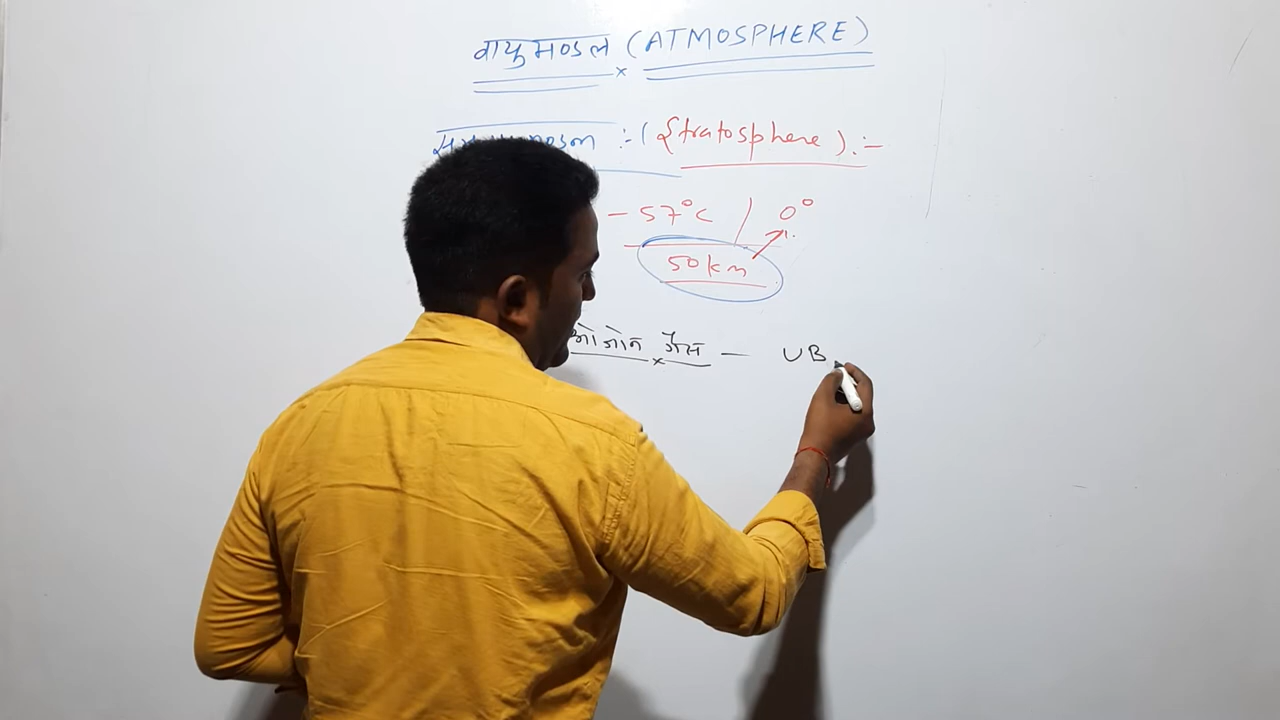 वायुमण्डल (ATMOSPHERE)
:- (Stratosphere) :-
-57°C / 0°
50km
ओजोन गैस — UB